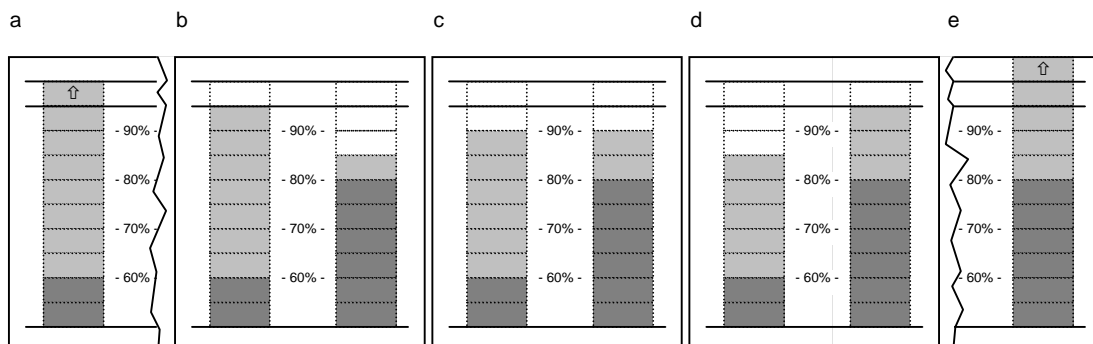 a b c d e
⇧ ⇧
- 90% - - 90% - - 90% - - 90% - - 90% -
- 80% - - 80% - - 80% - - 80% - - 80% -
- 70% - - 70% - - 70% - - 70% - - 70% -
- 60% - - 60% - - 60% - - 60% - - 60% -